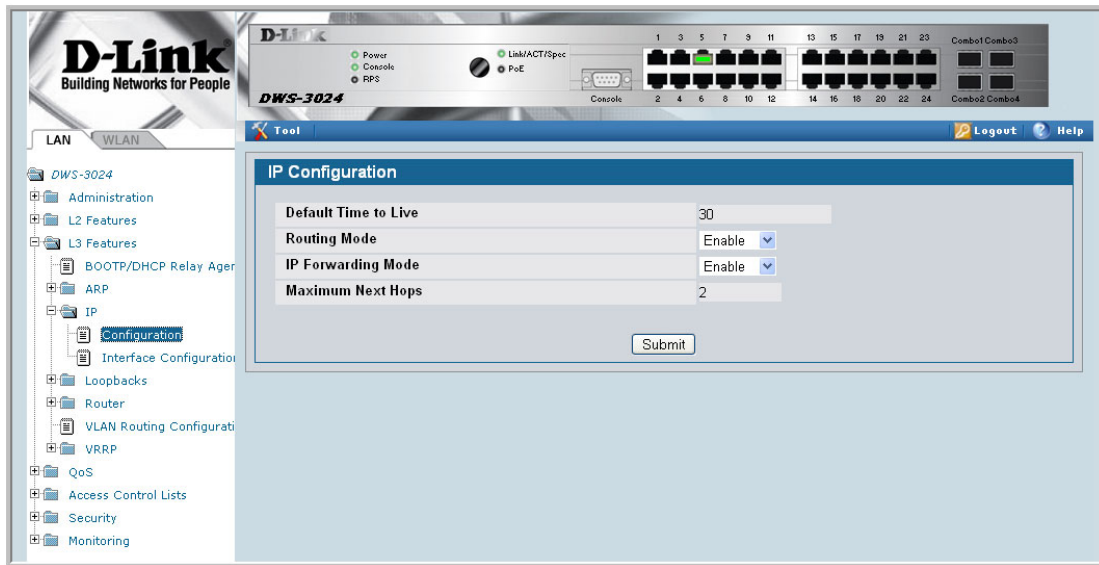 D-Link
Building Networks for People
D-Link
1 3 5 7 9 11 13 15 17 19 21 23 Combo1 Combo3
Power
Console
RPS
Link/ACT/Spec
PoE
DWS-3024
Console
2 4 6 8 10 12 14 16 18 20 22 24 Combo2 Combo4
LAN
WLAN
Tool
Logout
Help
DWS-3024
Administration
L2 Features
L3 Features
BOOTP/DHCP Relay Ager
ARP
IP
Configuration
Interface Configuration
Loopbacks
Router
VLAN Routing Configurati
VRRP
QoS
Access Control Lists
Security
Monitoring
IP Configuration
Default Time to Live 30
Routing Mode Enable
IP Forwarding Mode Enable
Maximum Next Hops 2
Submit